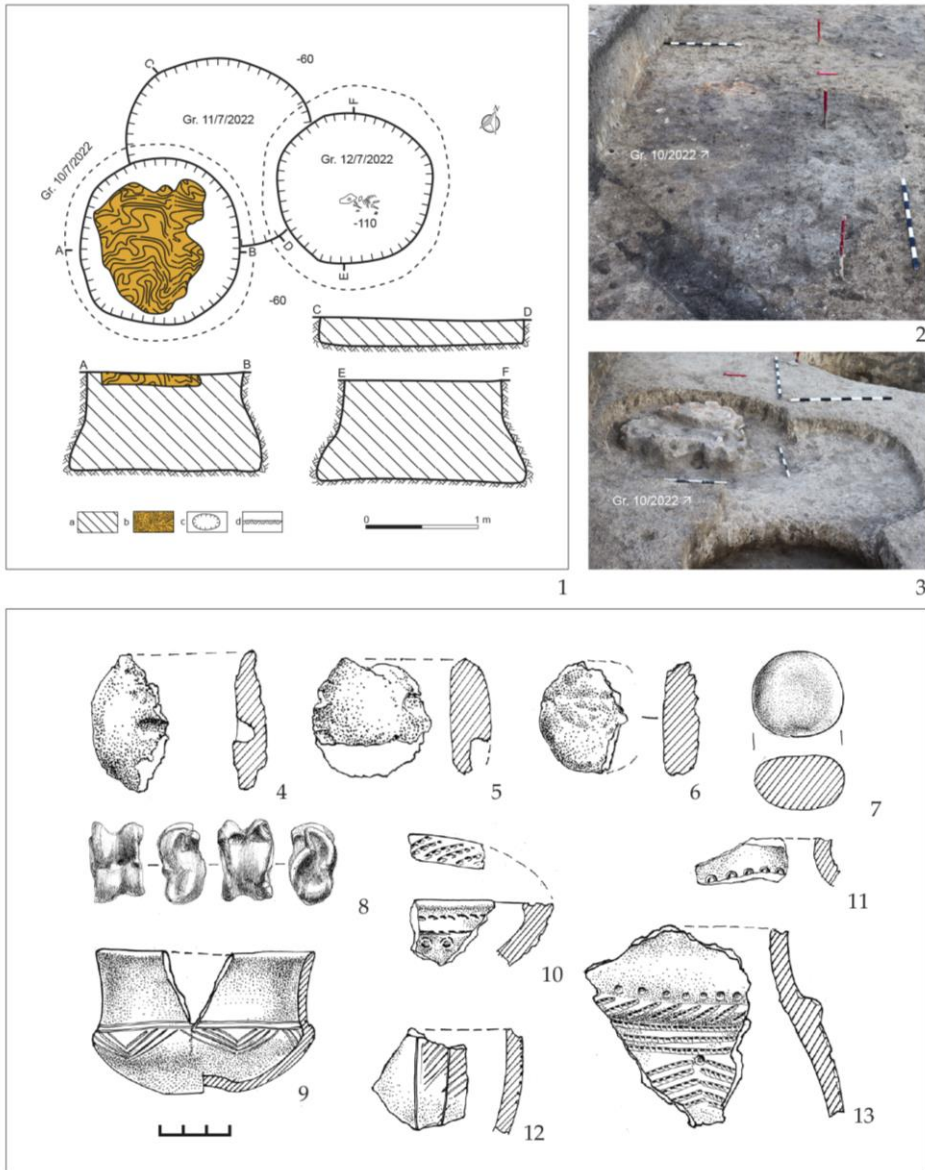 C
-60
Gr. 11/7/2022
F
N
Gr. 10/7/2022
Gr. 12/7/2022
-110
A
B
D
E
-60
C
D
A
B
E
F
a
b
c
d
0
1 m
1
Gr. 10/2022 ↗
2
Gr. 10/2022 ↗
3
4
5
6
7
8
9
10
11
12
13